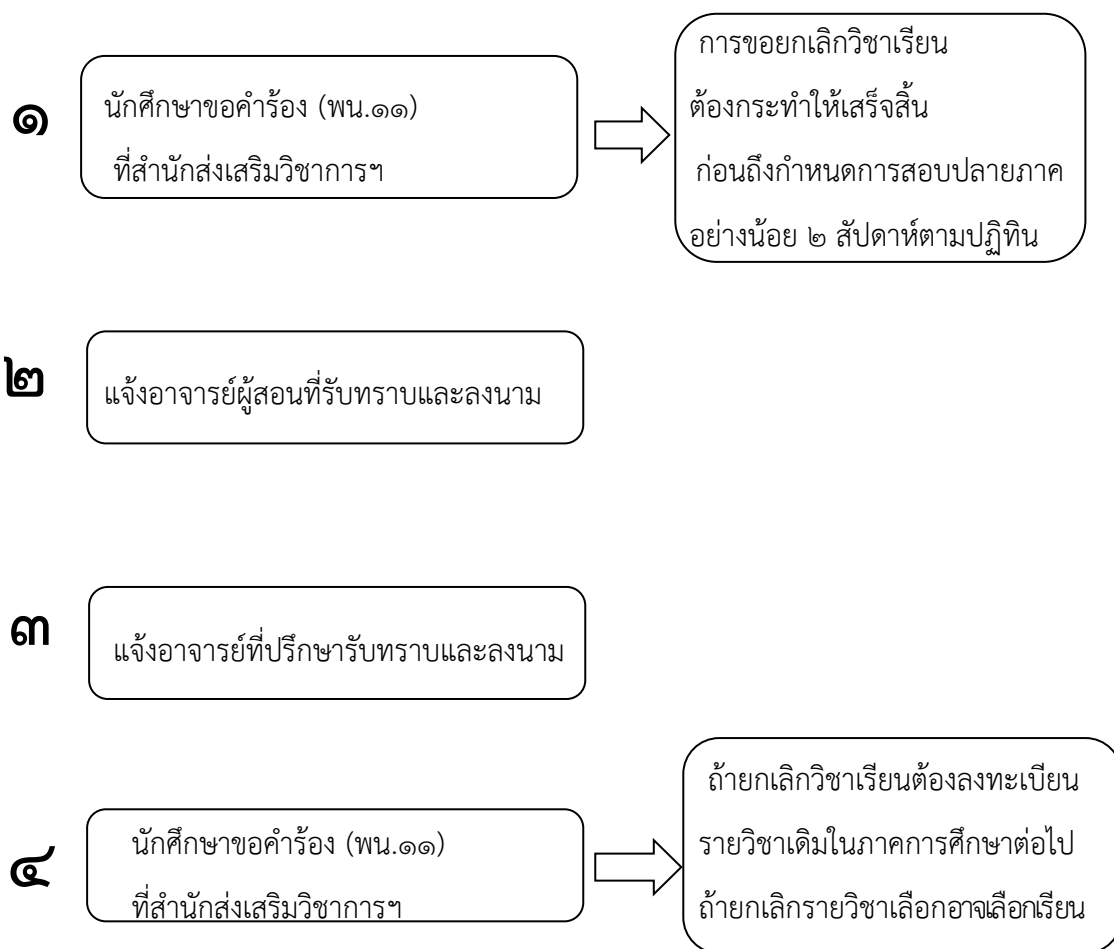 ๑
นักศึกษาขอคำร้อง (พน.๑๑)
ที่สำนักส่งเสริมวิชาการฯ
การขอยกเลิกวิชาเรียน
ต้องกระทำให้เสร็จสิ้น
ก่อนถึงกำหนดการสอบปลายภาค
อย่างน้อย ๒ สัปดาห์ตามปฏิทิน
๒
แจ้งอาจารย์ผู้สอนที่รับทราบและลงนาม
๓
แจ้งอาจารย์ที่ปรึกษารับทราบและลงนาม
๔
นักศึกษาขอคำร้อง (พน.๑๑)
ที่สำนักส่งเสริมวิชาการฯ
ถ้ายกเลิกวิชาเรียนต้องลงทะเบียน
รายวิชาเดิมในภาคการศึกษาต่อไป
ถ้ายกเลิกรายวิชาเลือกอาจเลือกเรียน